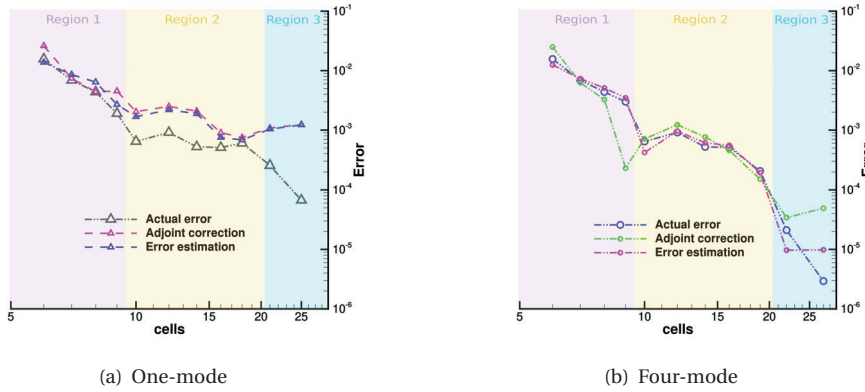 Region 1
Region 2
Region 3
10^-1
10^-2
10^-3
10^-4
10^-5
10^-6
Error
Actual error
Adjoint correction
Error estimation
5
10
15
20
25
cells
(a) One-mode
Region 1
Region 2
Region 3
10^-1
10^-2
10^-3
10^-4
10^-5
10^-6
Error
Actual error
Adjoint correction
Error estimation
5
10
15
20
25
cells
(b) Four-mode